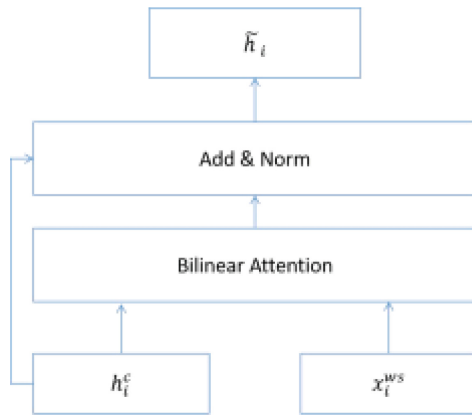 h̃ᵢ
Add & Norm
Bilinear Attention
hᵢᶜ xᵢʷˢ